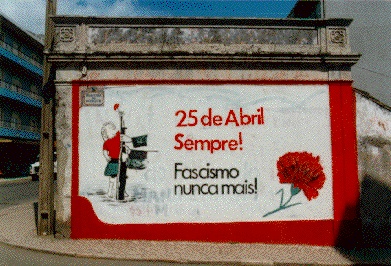 25 de Abril
Sempre!
Fascismo
nunca mais!